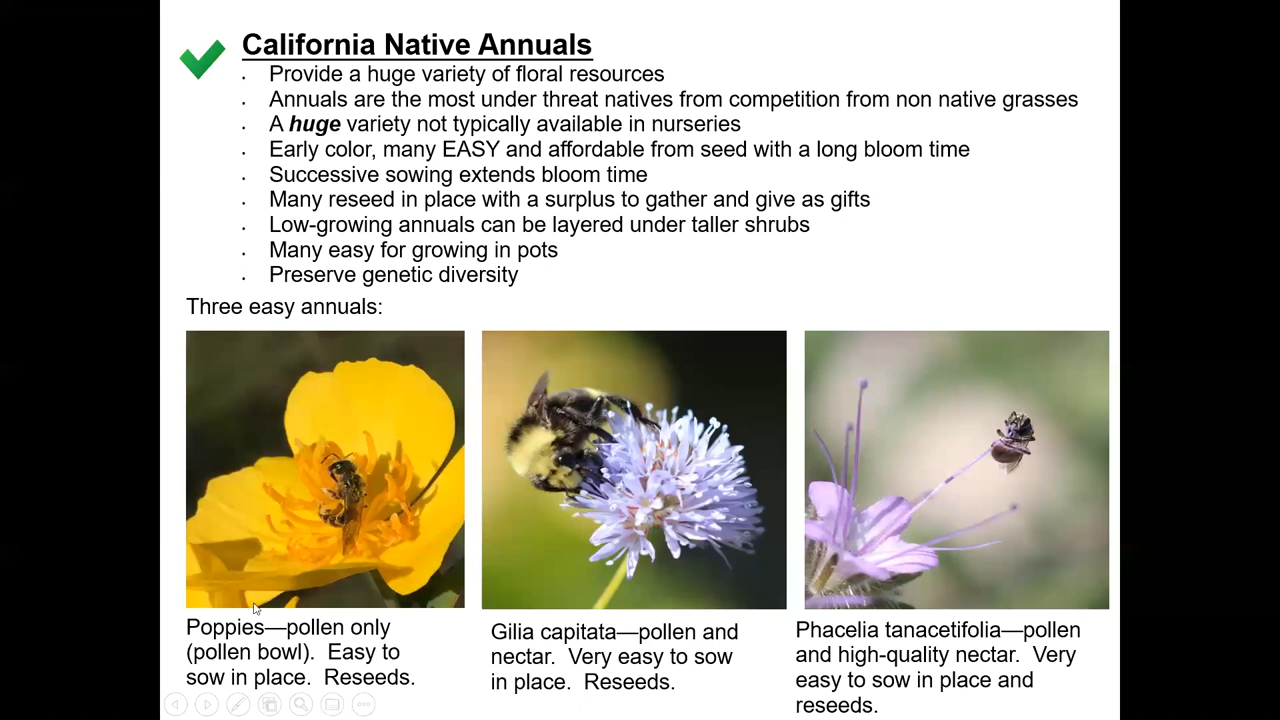 California Native Annuals
Provide a huge variety of floral resources
Annuals are the most under threat natives from competition from non native grasses
A huge variety not typically available in nurseries
Early color, many EASY and affordable from seed with a long bloom time
Successive sowing extends bloom time
Many reseed in place with a surplus to gather and give as gifts
Low-growing annuals can be layered under taller shrubs
Many easy for growing in pots
Preserve genetic diversity
Three easy annuals:
Poppies—pollen only
(pollen bowl).  Easy to
sow in place.  Reseeds.
Gilia capitata—pollen and
nectar.  Very easy to sow
in place.  Reseeds.
Phacelia tanacetifolia—pollen
and high-quality nectar.  Very
easy to sow in place and
reseeds.